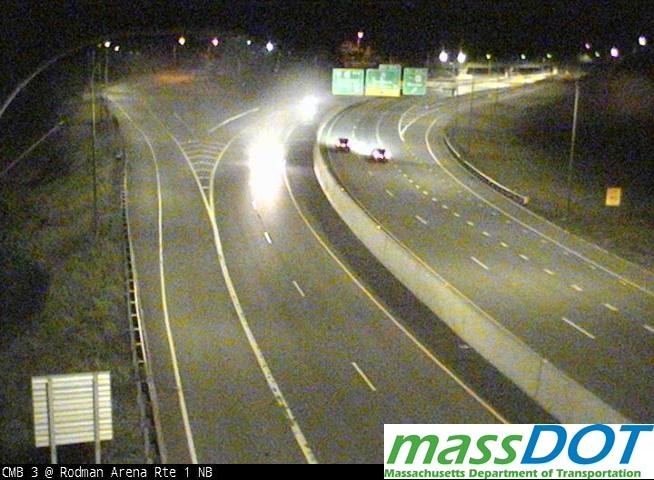 massDOT
Massachusetts Department of Transportation
CMB 3 @ Rodman Arena Rte 1 NB